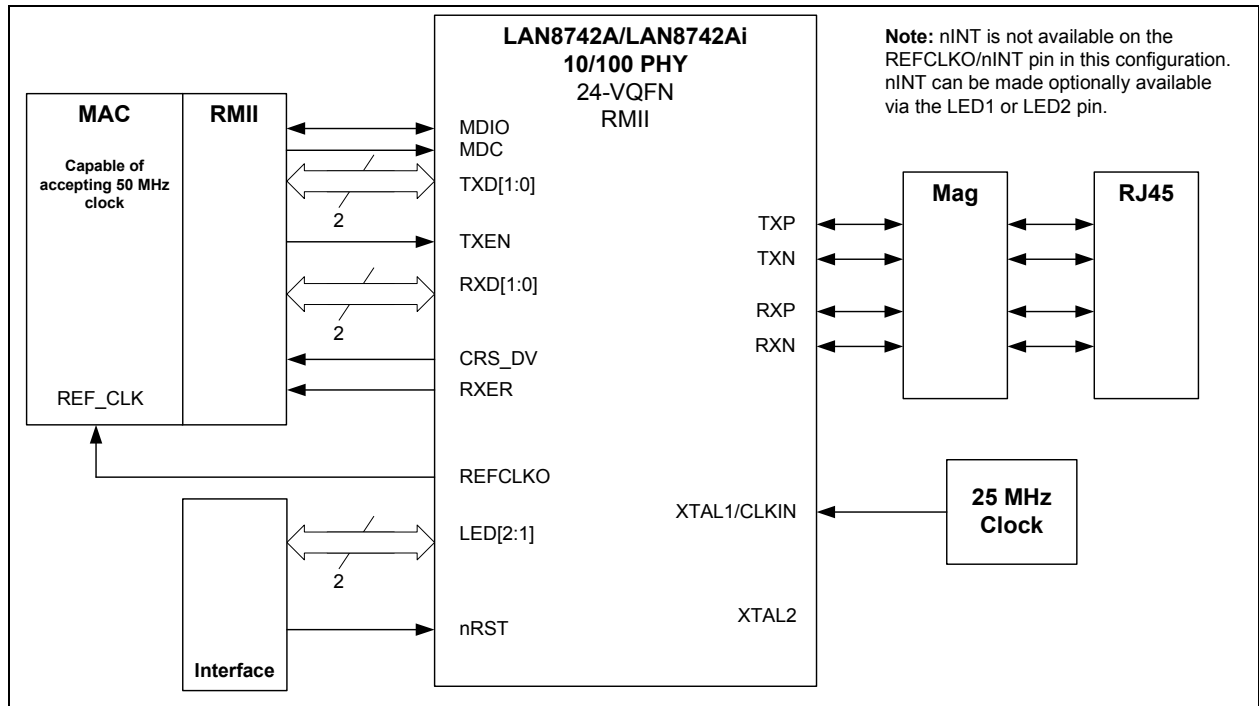 LAN8742A/LAN8742Ai
10/100 PHY
24-VQFN
RMII
Note: nINT is not available on the
REFCLKO/nINT pin in this configuration.
nINT can be made optionally available
via the LED1 or LED2 pin.
MAC
RMII
Capable of
accepting 50 MHz
clock
REF_CLK
MDIO
MDC
TXD[1:0]
2
TXEN
RXD[1:0]
2
CRS_DV
RXER
REFCLKO
LED[2:1]
2
nRST
Interface
TXP
TXN
RXP
RXN
Mag
RJ45
XTAL1/CLKIN
25 MHz
Clock
XTAL2